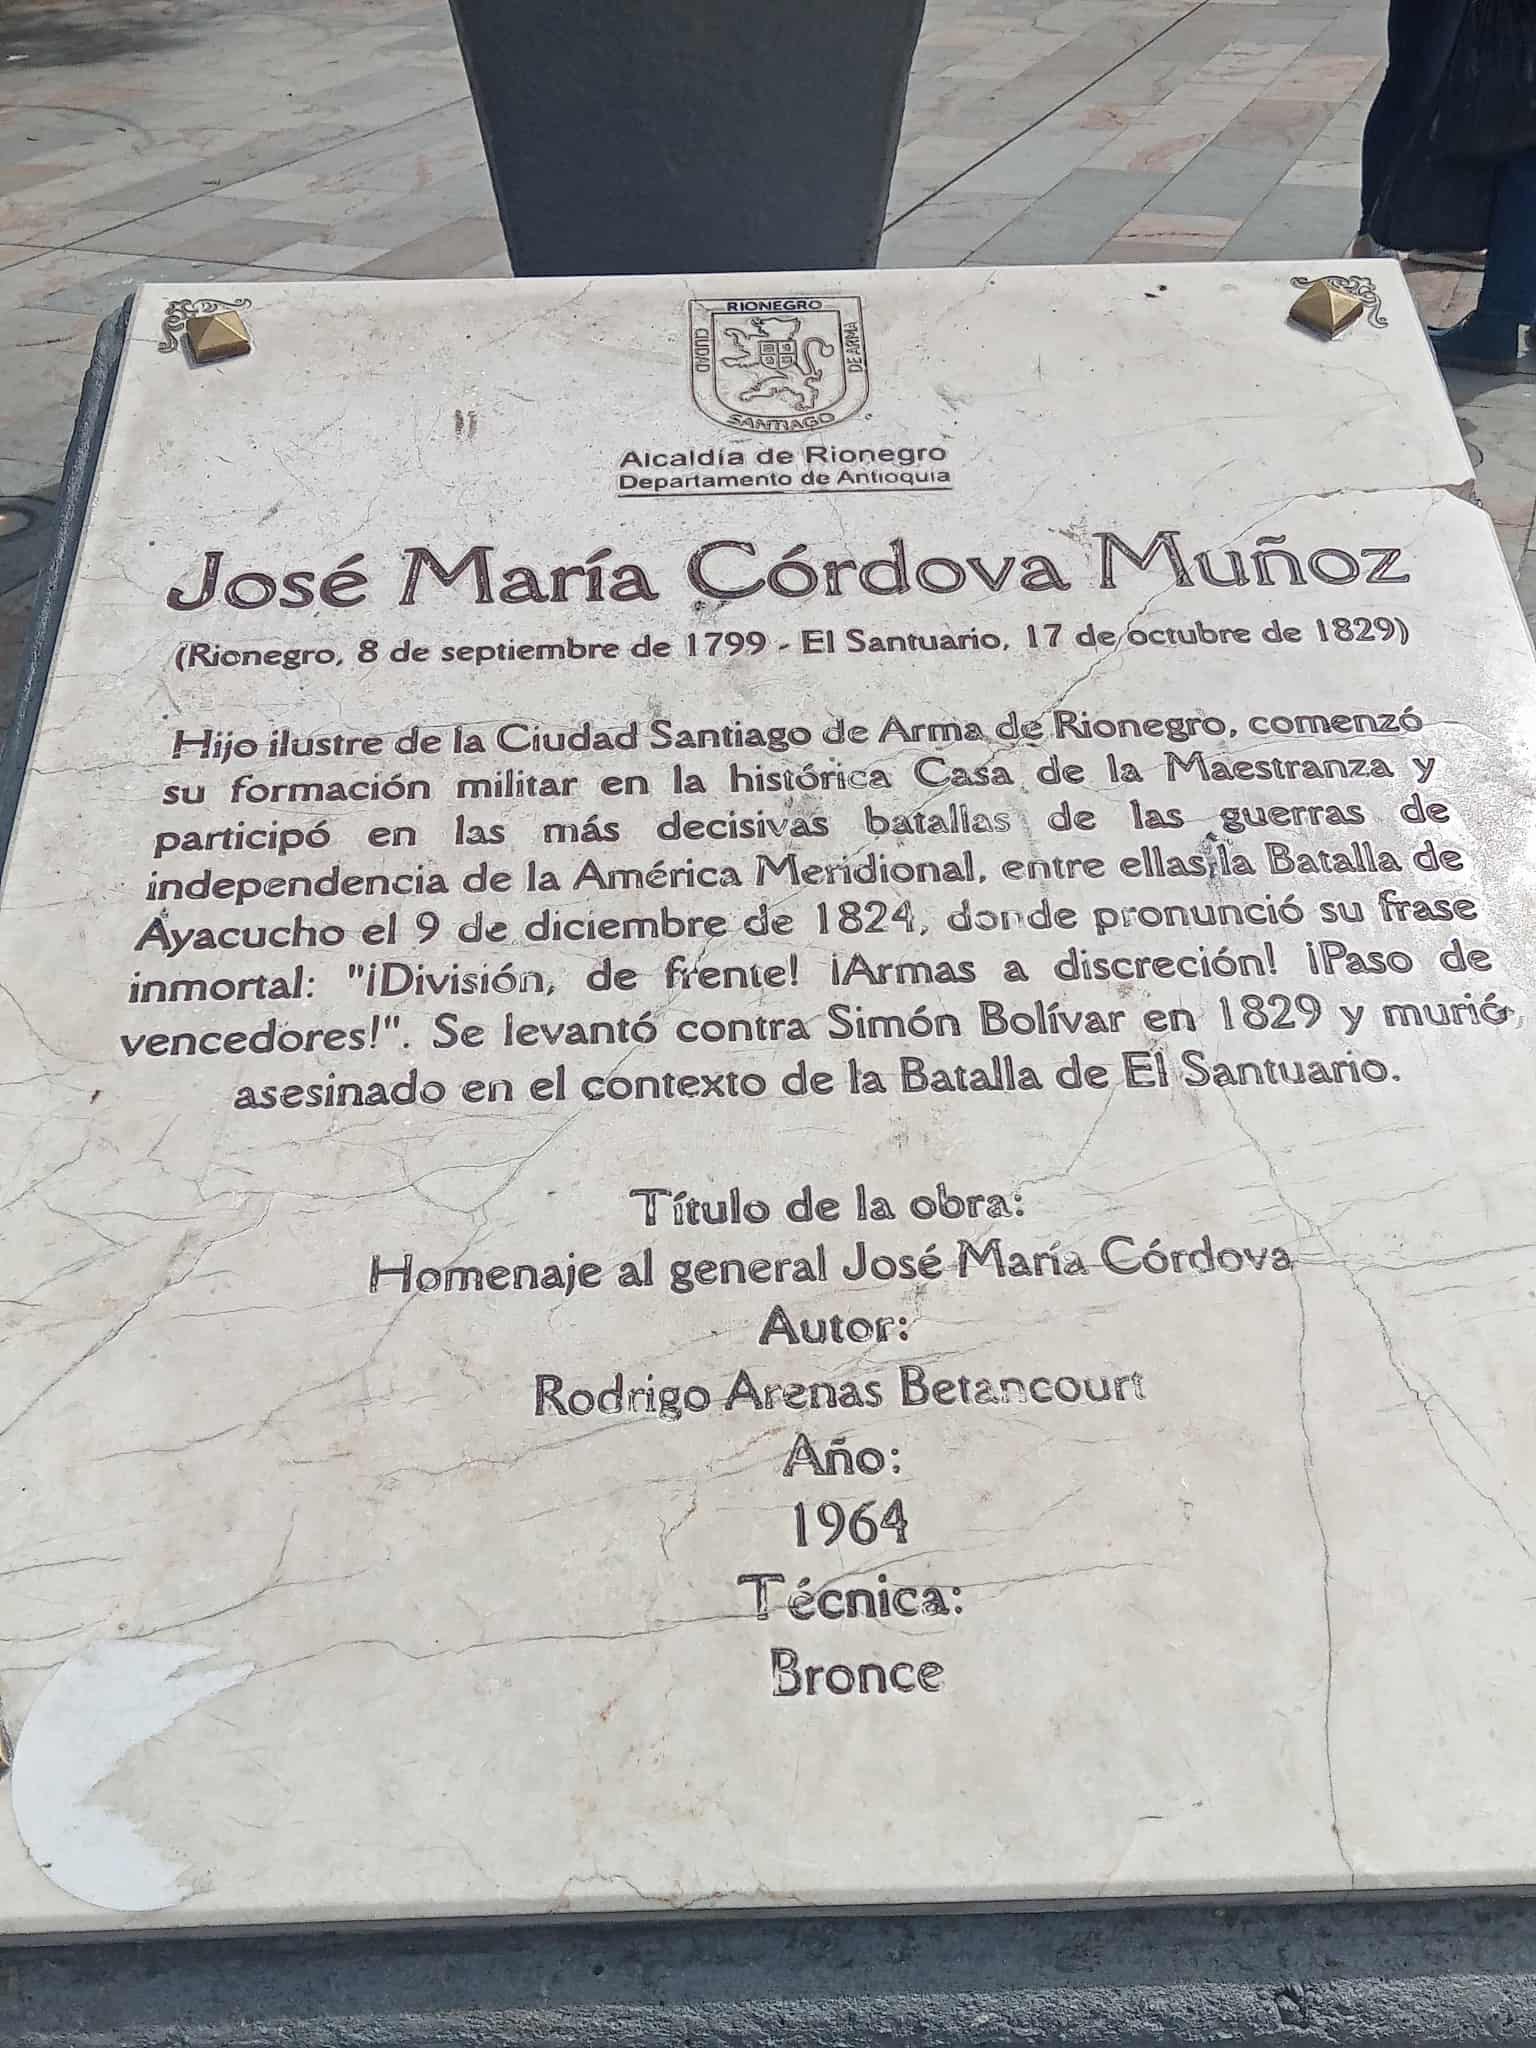 RIONEGRO
CIUDAD
DE ARMA
SANTIAGO
Alcaldía de Rionegro
Departamento de Antioquia
José María Córdova Muñoz
(Rionegro, 8 de septiembre de 1799 - El Santuario, 17 de octubre de 1829)
Hijo ilustre de la Ciudad Santiago de Arma de Rionegro, comenzó
su formación militar en la histórica Casa de la Maestranza y
participó en las más decisivas batallas de las guerras de
independencia de la América Meridional, entre ellas, la Batalla de
Ayacucho el 9 de diciembre de 1824, donde pronunció su frase
inmortal: "¡División, de frente! ¡Armas a discreción! ¡Paso de
vencedores!". Se levantó contra Simón Bolívar en 1829 y murió,
asesinado en el contexto de la Batalla de El Santuario.
Título de la obra:
Homenaje al general José María Córdova
Autor:
Rodrigo Arenas Betancourt
Año:
1964
Técnica:
Bronce